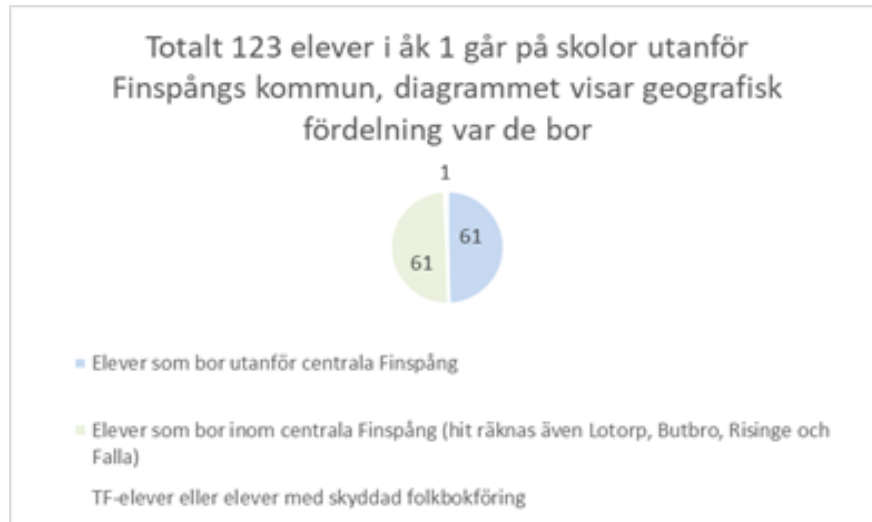 Totalt 123 elever i åk 1 går på skolor utanför
Finspångs kommun, diagrammet visar geografisk
fördelning var de bor
1
61
61
Elever som bor utanför centrala Finspång
Elever som bor inom centrala Finspång (hit räknas även Lotorp, Butbro, Risinge och
Falla)
TF-elever eller elever med skyddad folkbokföring